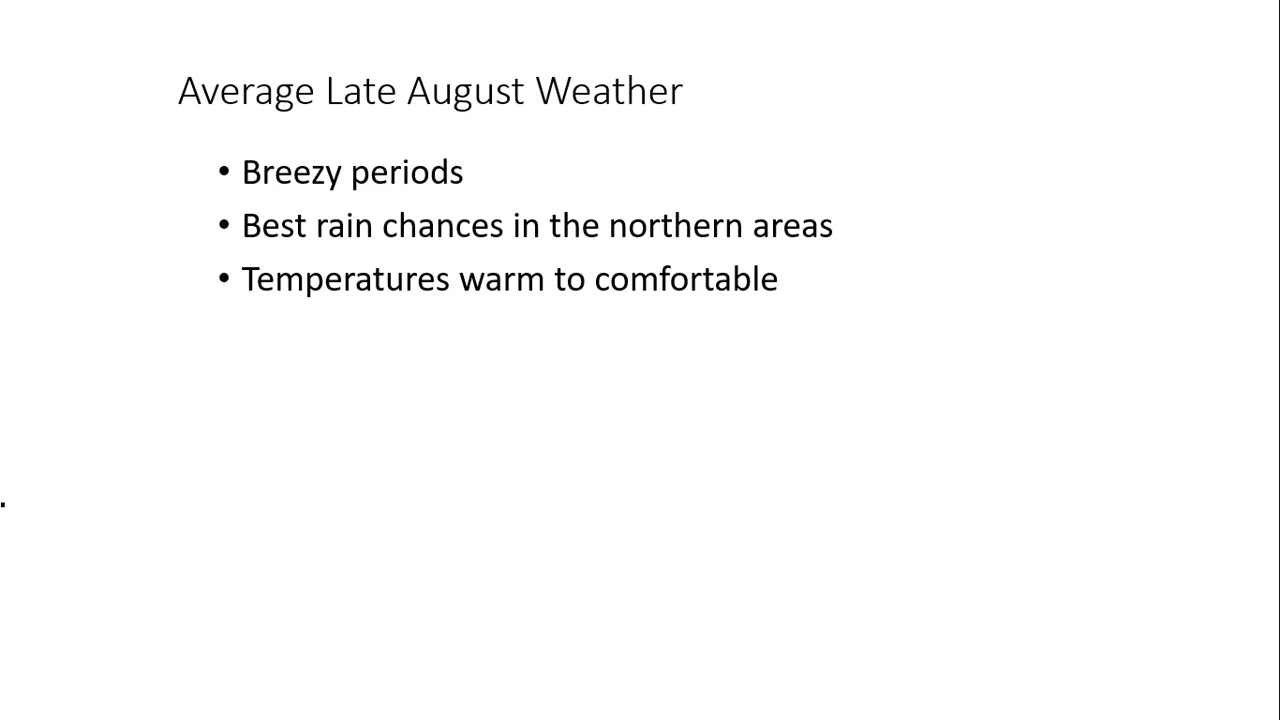 Average Late August Weather
• Breezy periods
• Best rain chances in the northern areas
• Temperatures warm to comfortable
.